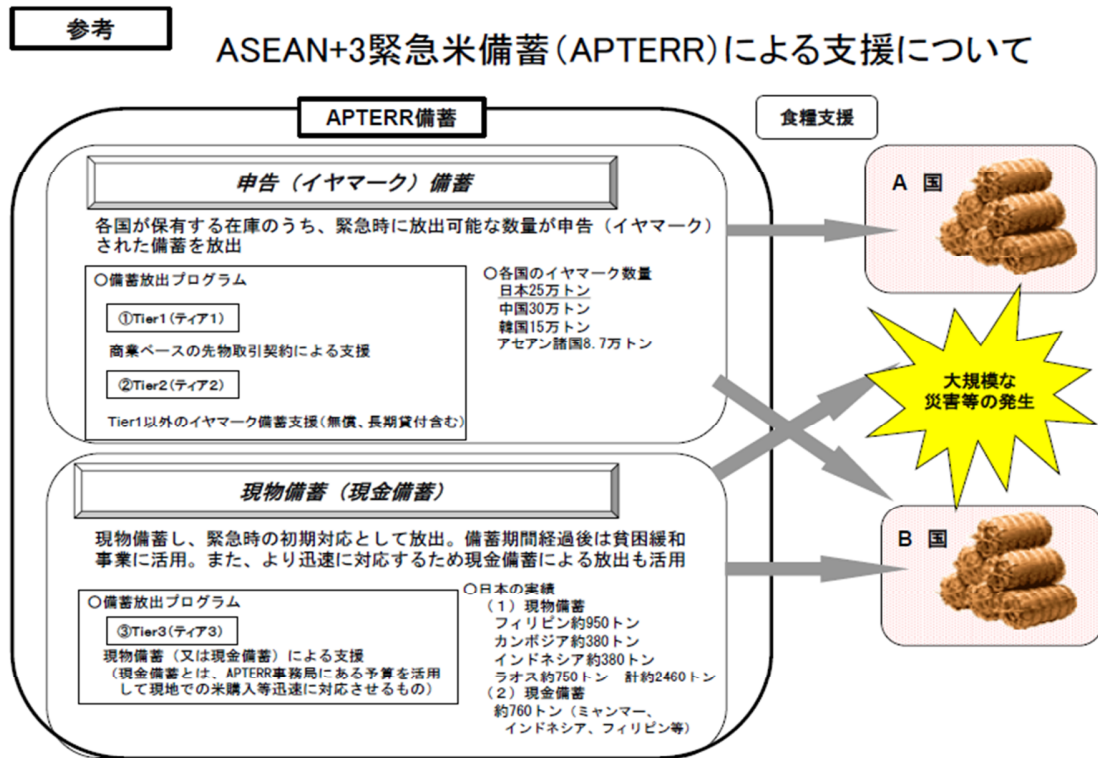 参考
ASEAN+3緊急米備蓄(APTERR)による支援について
APTERR備蓄
食糧支援
申告（イヤマーク）備蓄
各国が保有する在庫のうち、緊急時に放出可能な数量が申告（イヤマーク）
された備蓄を放出
○備蓄放出プログラム
①Tier1(ティア1)
商業ベースの先物取引契約による支援
②Tier2(ティア2)
Tier1以外のイヤマーク備蓄支援(無償、長期貸付含む)
○各国のイヤマーク数量
日本25万トン
中国30万トン
韓国15万トン
アセアン諸国8.7万トン
A 国
大規模な
災害等の発生
B 国
現物備蓄（現金備蓄）
現物備蓄し、緊急時の初期対応として放出。備蓄期間経過後は貧困緩和
事業に活用。また、より迅速に対応するため現金備蓄による放出も活用
○備蓄放出プログラム
③Tier3(ティア3)
現物備蓄（又は現金備蓄）による支援
（現金備蓄とは、APTERR事務局にある予算を活用
して現地での米購入等迅速に対応させるもの）
○日本の実績
（1）現物備蓄
フィリピン約950トン
カンボジア約380トン
インドネシア約380トン
ラオス約750トン 計約2460トン
（2）現金備蓄
約760トン（ミャンマー、
インドネシア、フィリピン等）